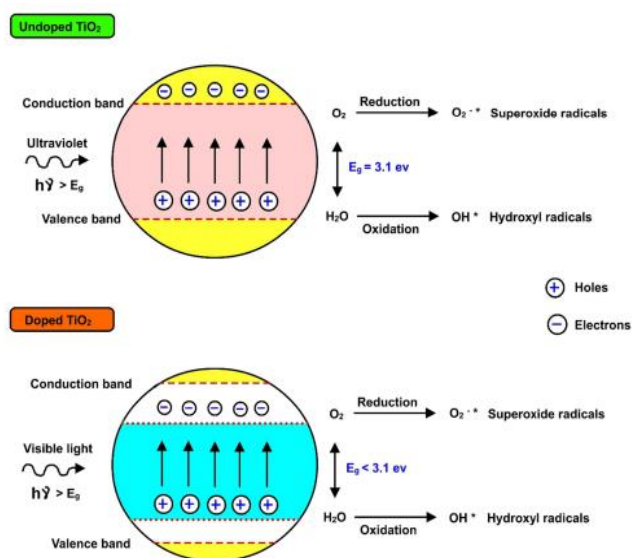 Undoped TiO₂
Conduction band
O₂ Reduction O₂ ·* Superoxide radicals
Ultraviolet
hν > Eg
Eg = 3.1 ev
Valence band
H₂O Oxidation OH * Hydroxyl radicals
+ Holes
Doped TiO₂
− Electrons
Conduction band
O₂ Reduction O₂ ·* Superoxide radicals
Visible light
hν > Eg
Eg < 3.1 ev
H₂O Oxidation OH * Hydroxyl radicals
Valence band